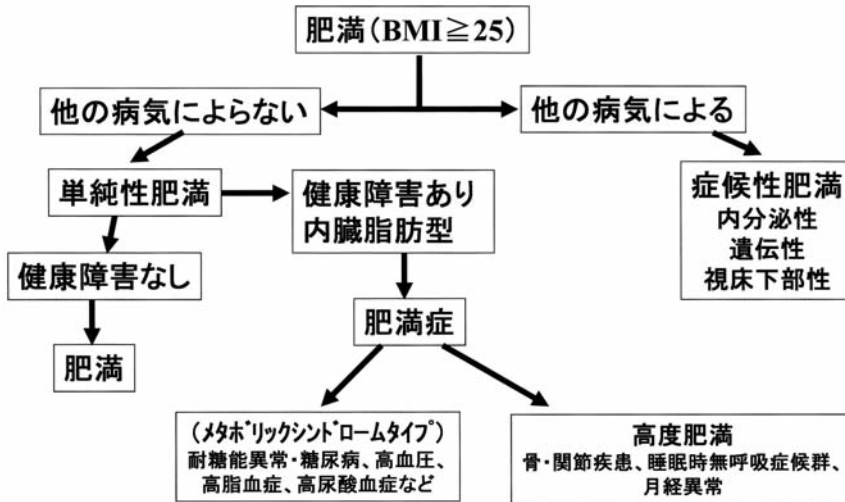 肥満(BMI≧25)
他の病気によらない
他の病気による
単純性肥満
健康障害あり
内臓脂肪型
症候性肥満
内分泌性
遺伝性
視床下部性
健康障害なし
肥満症
肥満
(ﾒﾀﾎﾞﾘｯｸｼﾝﾄﾞﾛｰﾑﾀｲﾌﾟ)
耐糖能異常・糖尿病、高血圧、
高脂血症、高尿酸血症など
高度肥満
骨・関節疾患、睡眠時無呼吸症候群、
月経異常